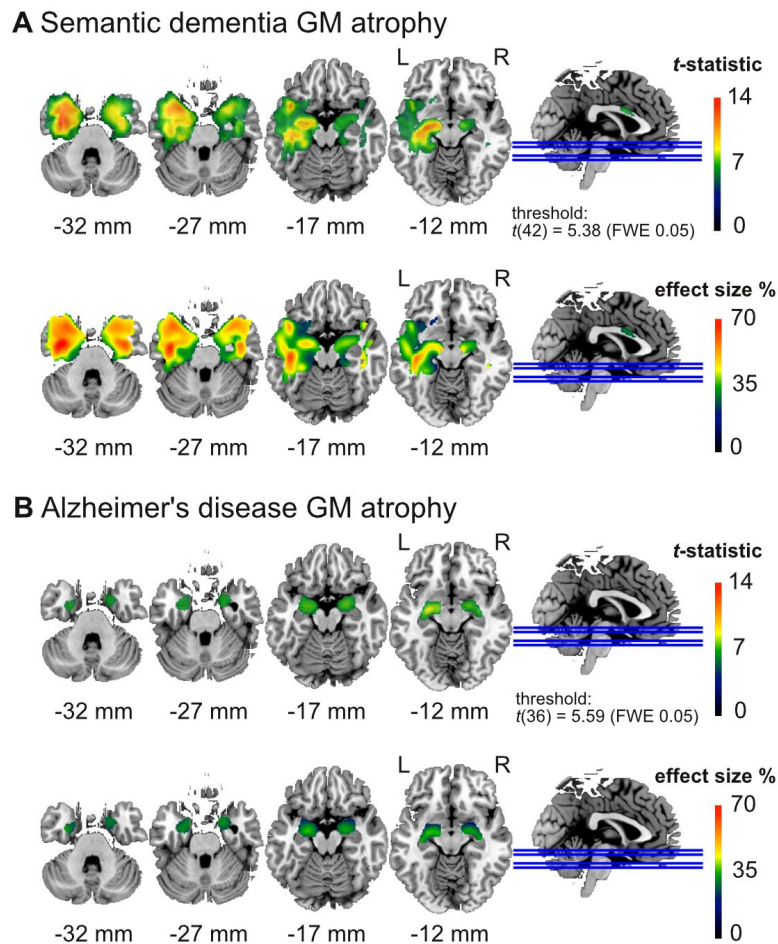 A Semantic dementia GM atrophy
L R t-statistic
14
7
0
-32 mm -27 mm -17 mm -12 mm
threshold:
t(42) = 5.38 (FWE 0.05)
L R effect size %
70
35
0
-32 mm -27 mm -17 mm -12 mm
B Alzheimer's disease GM atrophy
L R t-statistic
14
7
0
-32 mm -27 mm -17 mm -12 mm
threshold:
t(36) = 5.59 (FWE 0.05)
L R effect size %
70
35
0
-32 mm -27 mm -17 mm -12 mm